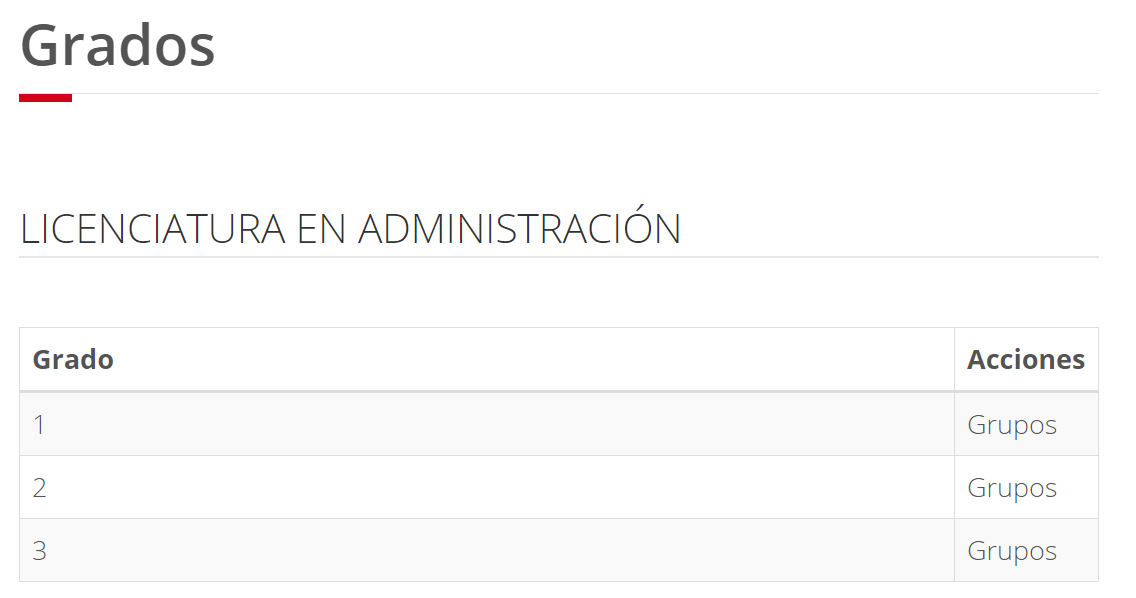 Grados
LICENCIATURA EN ADMINISTRACIÓN
Grado Acciones
1 Grupos
2 Grupos
3 Grupos